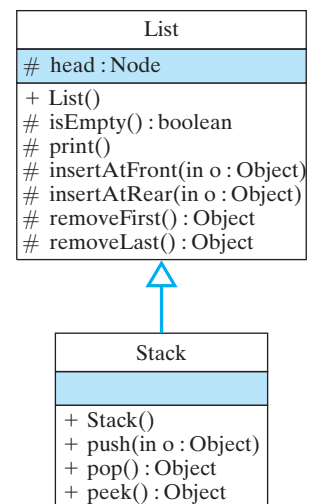 List
# head : Node
+ List()
# isEmpty() : boolean
# print()
# insertAtFront(in o : Object)
# insertAtRear(in o : Object)
# removeFirst() : Object
# removeLast() : Object
Stack
+ Stack()
+ push(in o : Object)
+ pop() : Object
+ peek() : Object